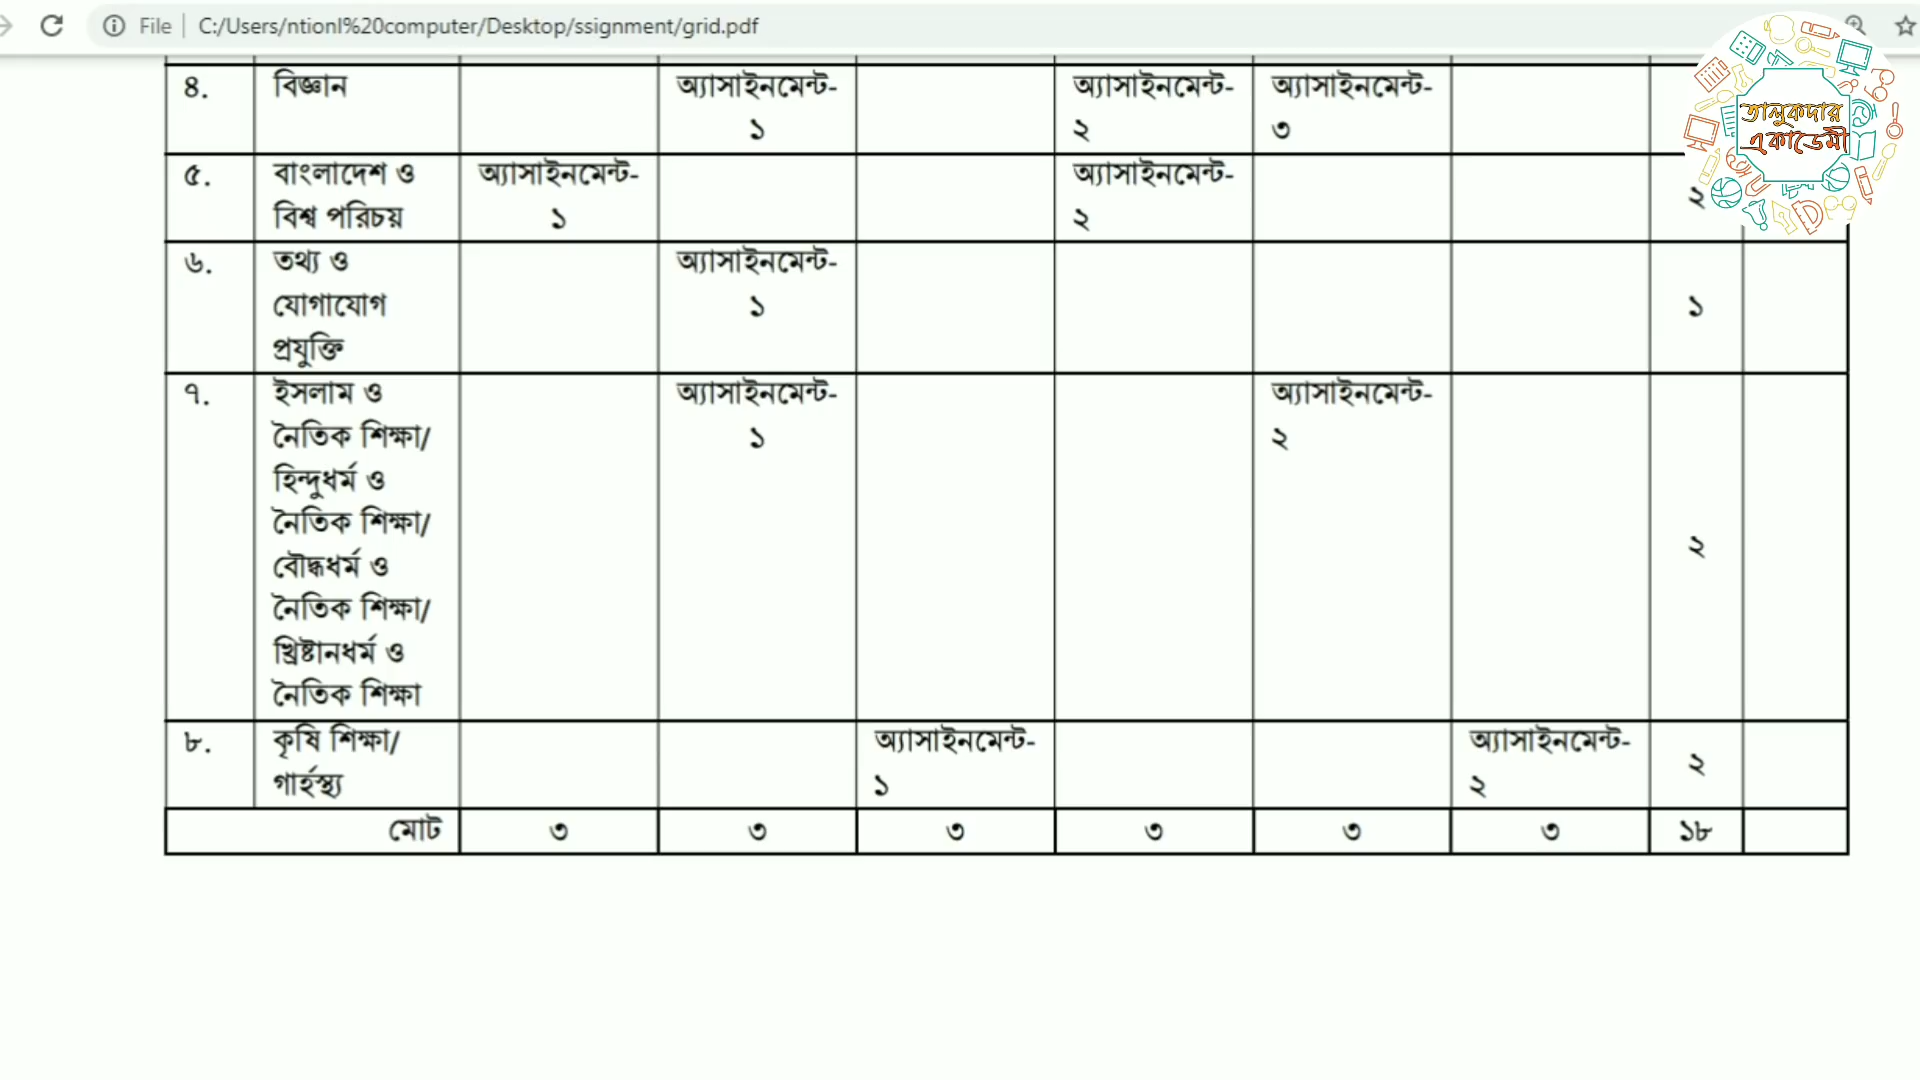 File C:/Users/ntionl%20computer/Desktop/ssignment/grid.pdf
তালুকদার
একাডেমী
৪. বিজ্ঞান অ্যাসাইনমেন্ট- অ্যাসাইনমেন্ট- অ্যাসাইনমেন্ট-
১ ২ ৩
৫. বাংলাদেশ ও অ্যাসাইনমেন্ট- অ্যাসাইনমেন্ট-
বিশ্ব পরিচয় ১ ২ ২
৬. তথ্য ও অ্যাসাইনমেন্ট-
যোগাযোগ ১ ১
প্রযুক্তি
৭. ইসলাম ও অ্যাসাইনমেন্ট- অ্যাসাইনমেন্ট-
নৈতিক শিক্ষা/ ১ ২
হিন্দুধর্ম ও
নৈতিক শিক্ষা/
বৌদ্ধধর্ম ও ২
নৈতিক শিক্ষা/
খ্রিষ্টানধর্ম ও
নৈতিক শিক্ষা
৮. কৃষি শিক্ষা/ অ্যাসাইনমেন্ট- অ্যাসাইনমেন্ট- ২
গার্হস্থ্য ১ ২
মোট ৩ ৩ ৩ ৩ ৩ ৩ ১৮